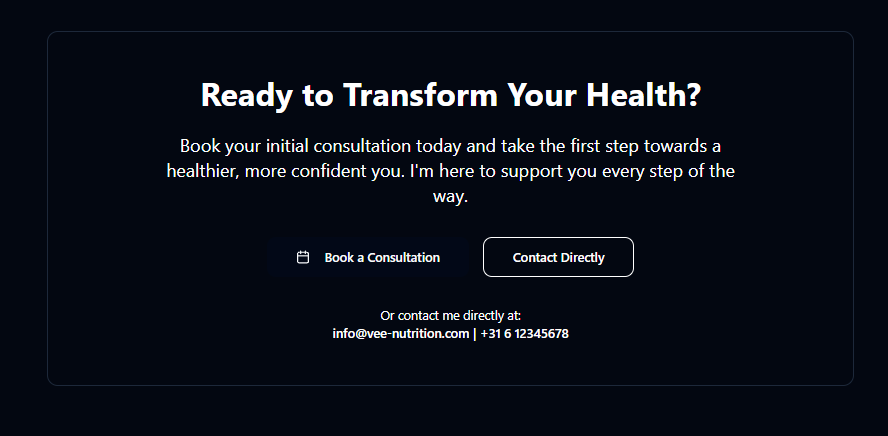 Ready to Transform Your Health?
Book your initial consultation today and take the first step towards a
healthier, more confident you. I'm here to support you every step of the
way.
Book a Consultation
Contact Directly
Or contact me directly at:
info@vee-nutrition.com | +31 6 12345678